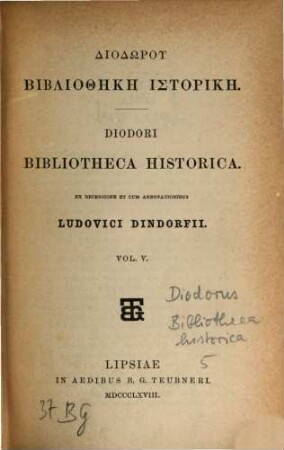 ΔΙΟΔΩΡΟΥ
ΒΙΒΛΙΟΘΗΚΗ ΙΣΤΟΡΙΚΗ.
DIODORI
BIBLIOTHECA HISTORICA.
EX RECENSIONE ET CUM ANNOTATIONIBUS
LUDOVICI DINDORFII.
VOL. V.
BTG
Diodorus
Bibliotheca
historica
5
LIPSIAE
IN AEDIBUS B. G. TEUBNERI.
MDCCCLXVIII.
37 BG